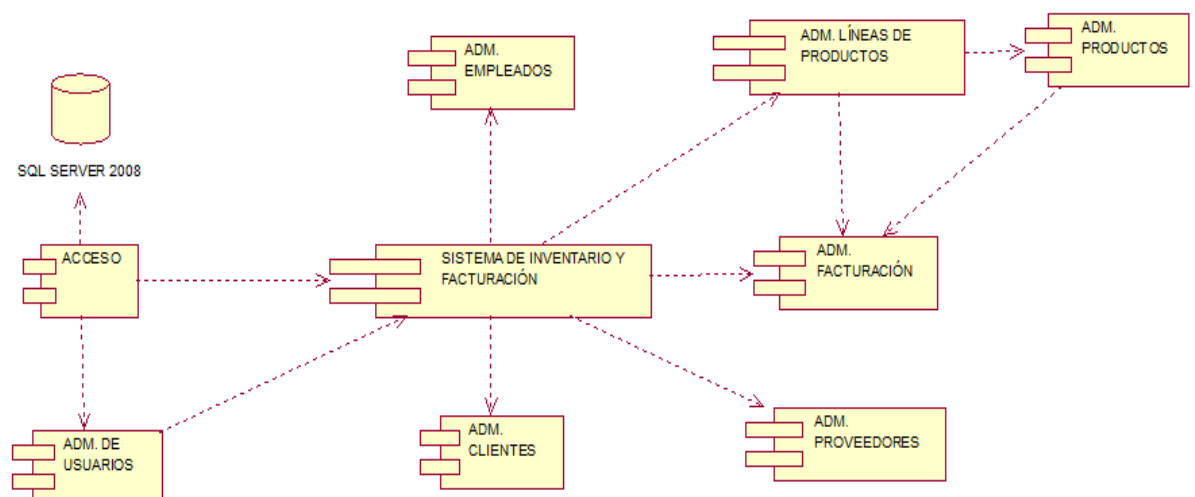 ADM.
EMPLEADOS
ADM. LÍNEAS DE
PRODUCTOS
ADM.
PRODUCTOS
SQL SERVER 2008
ACCESO
SISTEMA DE INVENTARIO Y
FACTURACIÓN
ADM.
FACTURACIÓN
ADM. DE
USUARIOS
ADM.
CLIENTES
ADM.
PROVEEDORES